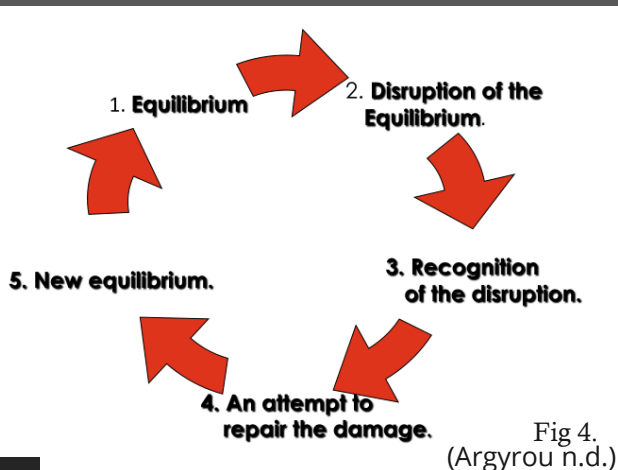 1. Equilibrium
2. Disruption of the
Equilibrium.
3. Recognition
of the disruption.
4. An attempt to
repair the damage.
5. New equilibrium.
Fig 4.
(Argyrou n.d.)